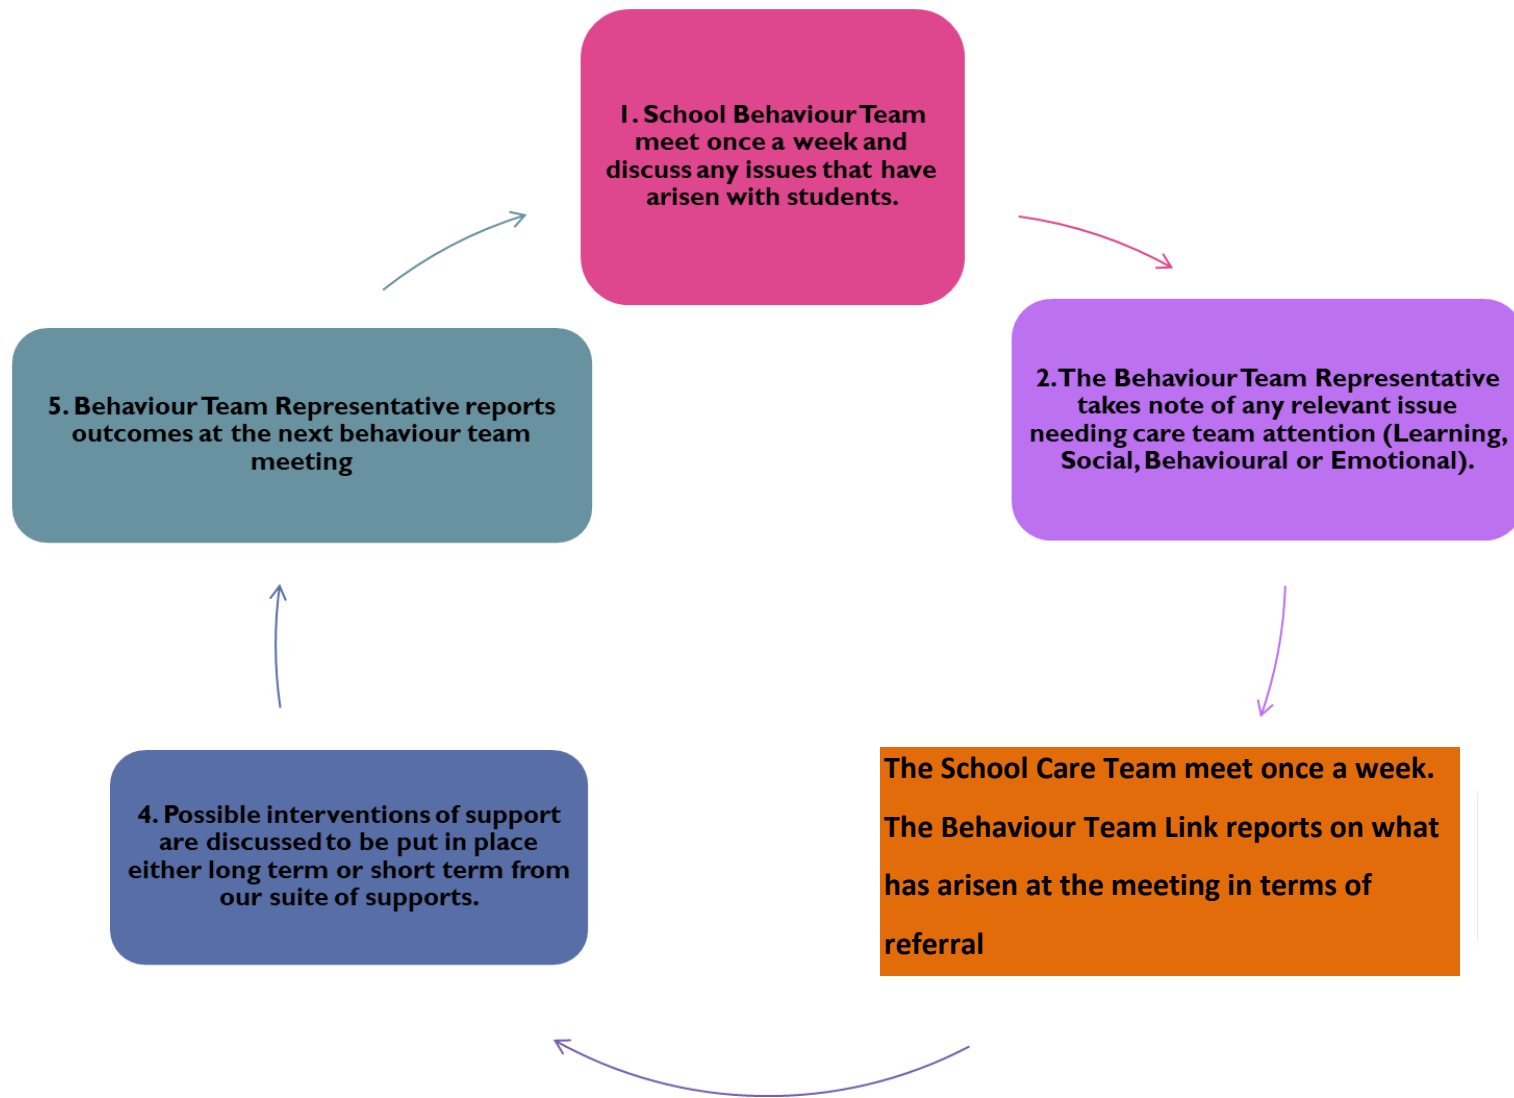 1. School Behaviour Team
meet once a week and
discuss any issues that have
arisen with students.
2. The Behaviour Team Representative
takes note of any relevant issue
needing care team attention (Learning,
Social, Behavioural or Emotional).
The School Care Team meet once a week.
The Behaviour Team Link reports on what
has arisen at the meeting in terms of
referral
4. Possible interventions of support
are discussed to be put in place
either long term or short term from
our suite of supports.
5. Behaviour Team Representative reports
outcomes at the next behaviour team
meeting